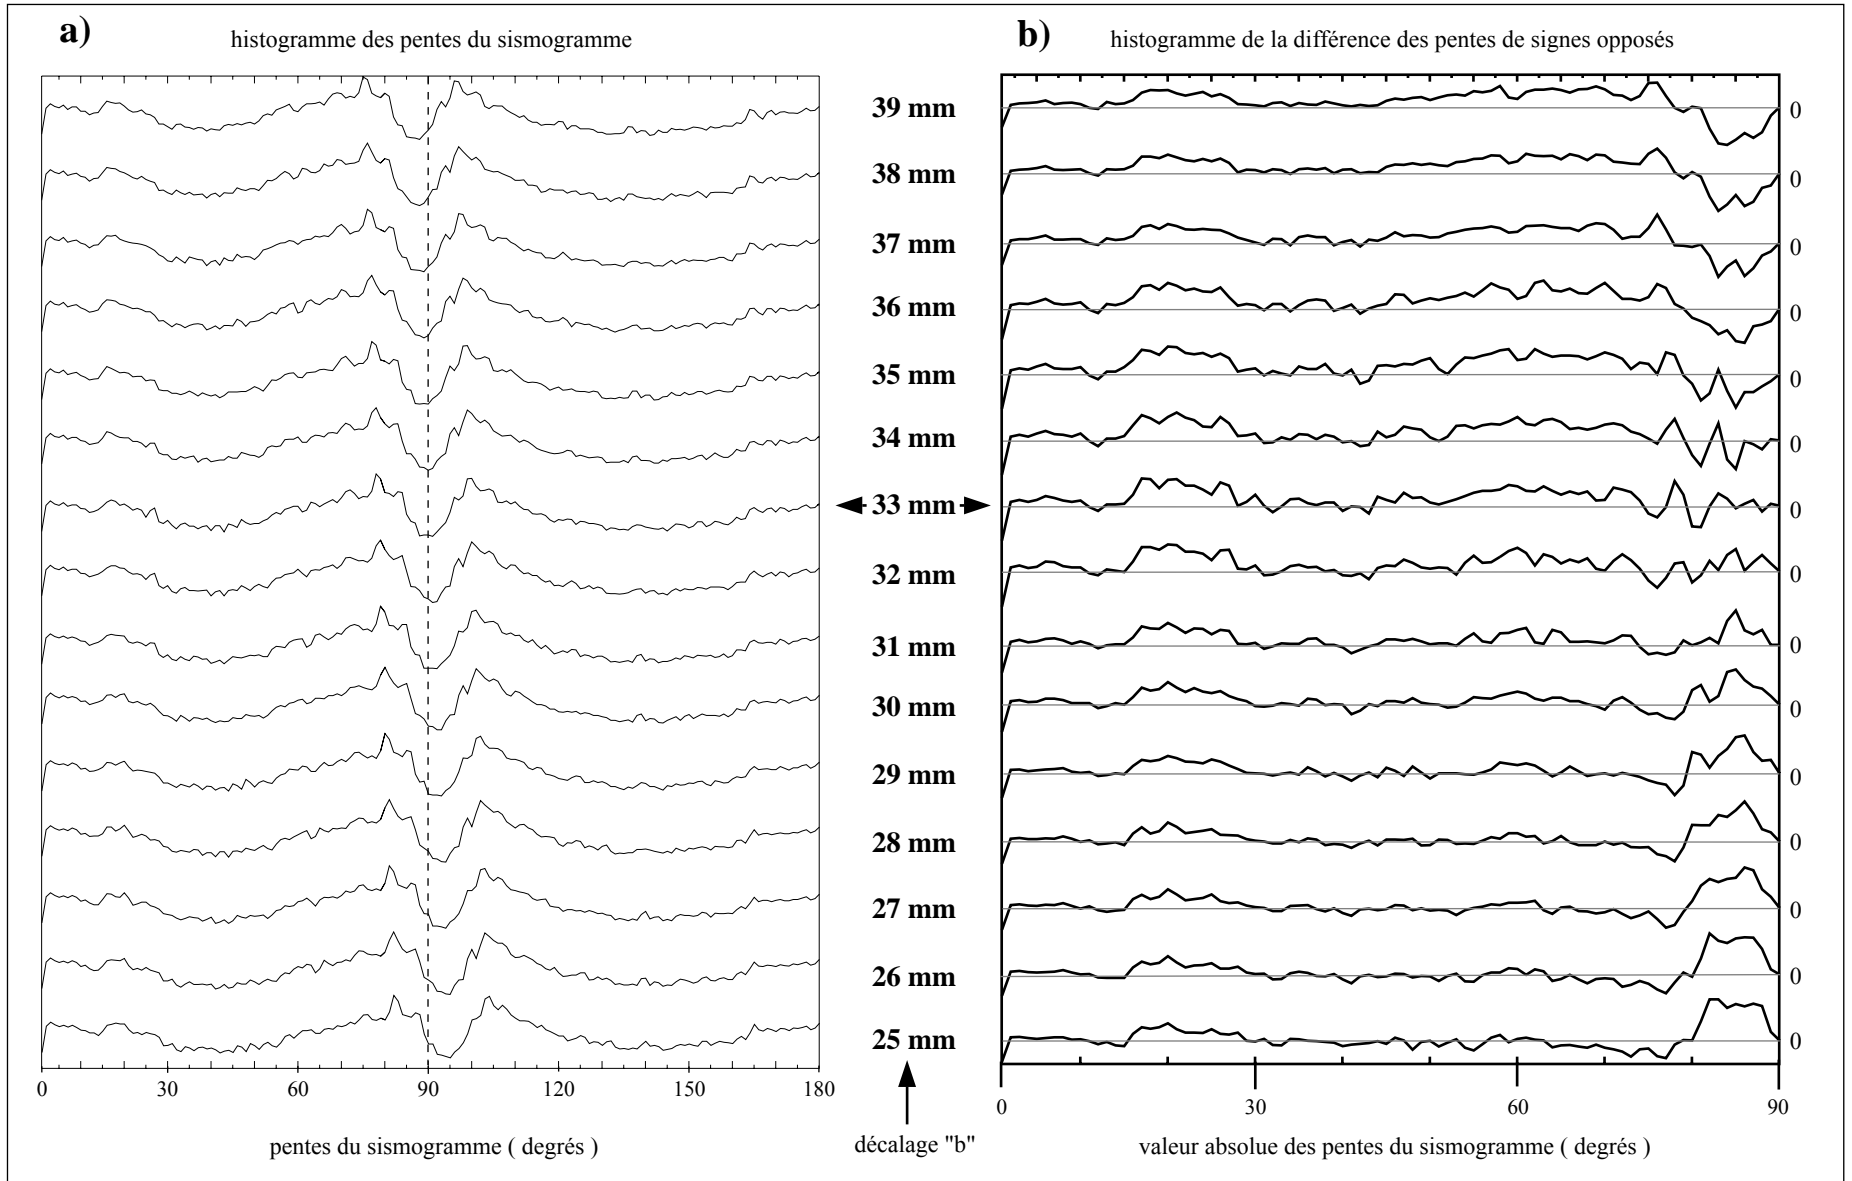 a)
histogramme des pentes du sismogramme
b)
histogramme de la différence des pentes de signes opposés
39 mm
0
38 mm
0
37 mm
0
36 mm
0
35 mm
0
34 mm
0
33 mm
0
32 mm
0
31 mm
0
30 mm
0
29 mm
0
28 mm
0
27 mm
0
26 mm
0
25 mm
0
0 30 60 90 120 150 180
0 30 60 90
pentes du sismogramme ( degrés )
décalage "b"
valeur absolue des pentes du sismogramme ( degrés )